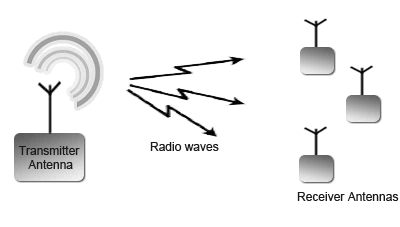 Transmitter
Antenna
Radio waves
Receiver Antennas